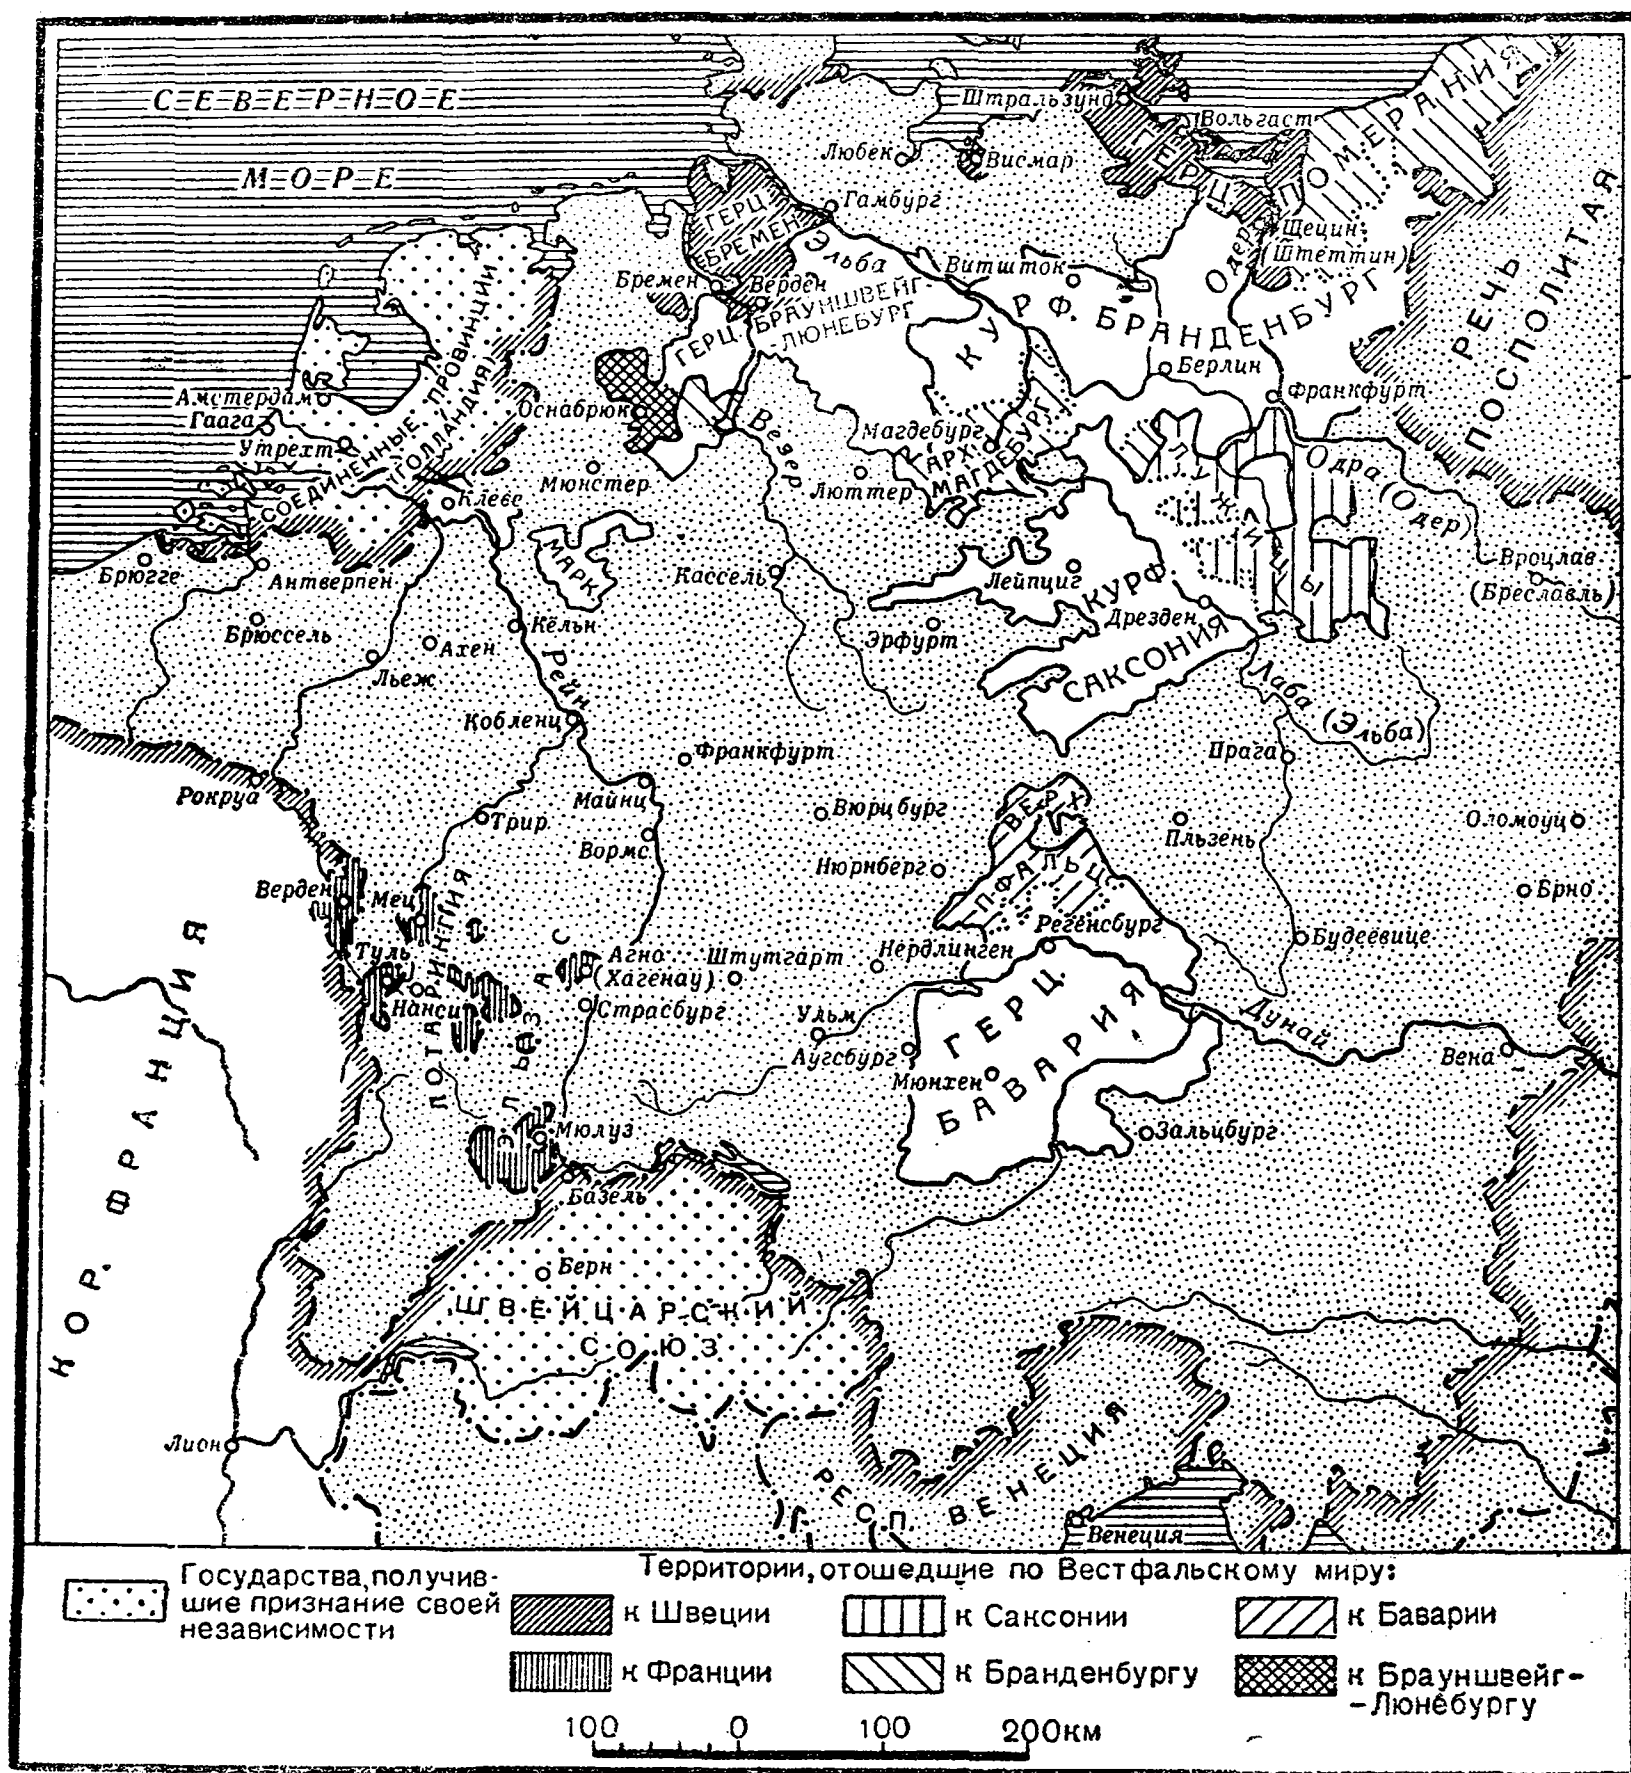 СЕВЕРНОЕ
МОРЕ
Штральзунд
Вольгаст
ПОМЕРАНИЯ
ГЕРЦ.
Любек
Висмар
Гамбург
ГЕРЦ.
БРЕМЕН
Эльба
Щецин
(Штеттин)
Одер
Бремен
Верден
Витшток
РЕЧЬ
ПОСПОЛИТАЯ
ГЕРЦ. БРАУНШВЕЙГ-
-ЛЮНЕБУРГ
КУРФ. БРАНДЕНБУРГ
Берлин
Франкфурт
СОЕДИНЕННЫЕ ПРОВИНЦИИ
(ГОЛЛАНДИЯ)
Амстердам
Гаага
Утрехт
Оснабрюк
Везер
Магдебург
АРХ.
МАГДЕБУРГ
ЛУЖИЦЫ
Одра (Одер)
Клеве
Мюнстер
Люттер
МАРК
Брюгге
Антверпен
Кассель
Лейпциг
КУРФ.
САКСОНИЯ
Дрезден
Вроцлав
(Бреславль)
Брюссель
Ахен
Кёльн
Рейн
Эрфурт
Льеж
Лаба (Эльба)
Кобленц
Франкфурт
Прага
Рокруа
Майнц
Трир
Вормс
Вюрцбург
ВЕРХ.
ПФАЛЬЦ
Пльзень
Оломоуц
Нюрнберг
Верден
Мец
Брно
ЛОТАРИНГИЯ
ЭЛЬЗАС
КОР. ФРАНЦИЯ
Регенсбург
Будеёвице
Нердлинген
Туль
Нанси
Агно
(Хагенау)
Штутгарт
Страсбург
Ульм
Аугсбург
Мюнхен
ГЕРЦ.
БАВАРИЯ
Дунай
Вена
Мюлуз
Зальцбург
Базель
Берн
ШВЕЙЦАРСКИЙ
СОЮЗ
Лион
РЕСП. ВЕНЕЦИЯ
Венеция
Государства, получив-
шие признание своей
независимости
Территории, отошедшие по Вестфальскому миру:
к Швеции
к Саксонии
к Баварии
к Франции
к Бранденбургу
к Брауншвейг-
-Люнебургу
100 0 100 200км